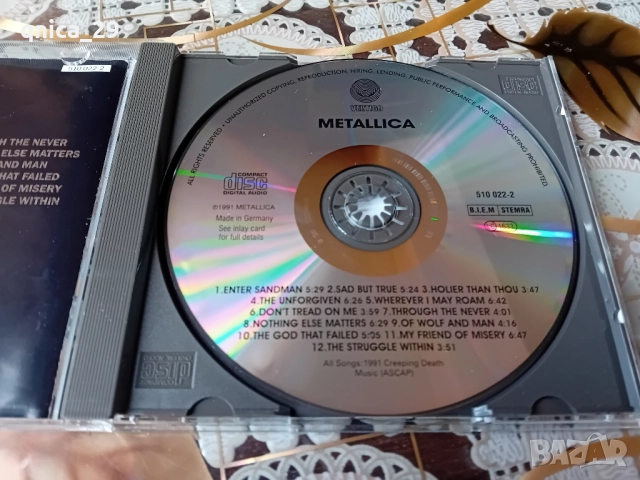 qnica_29
510 022-2
H THE NEVER
ELSE MATTERS
AND MAN
THAT FAILED
OF MISERY
GGLE WITHIN
ALL RIGHTS RESERVED • UNAUTHORIZED COPYING, REPRODUCTION, HIRING, LENDING, PUBLIC PERFORMANCE AND BROADCASTING PROHIBITED
VERTIGO
METALLICA
COMPACT
disc
DIGITAL AUDIO
510 022-2
B.I.E.M STEMRA
℗1991 METALLICA
Made in Germany
See inlay card
for full details
1.ENTER SANDMAN 5:29 2.SAD BUT TRUE 5:24 3.HOLIER THAN THOU 3:47
4.THE UNFORGIVEN 6:26 5.WHEREVER I MAY ROAM 6:42
6.DON'T TREAD ON ME 3:59 7.THROUGH THE NEVER 4:01
8.NOTHING ELSE MATTERS 6:29 9.OF WOLF AND MAN 4:16
10.THE GOD THAT FAILED 5:05 11.MY FRIEND OF MISERY 6:47
12.THE STRUGGLE WITHIN 3:51
All Songs:1991 Creeping Death
Music (ASCAP)
disc
BAZAR